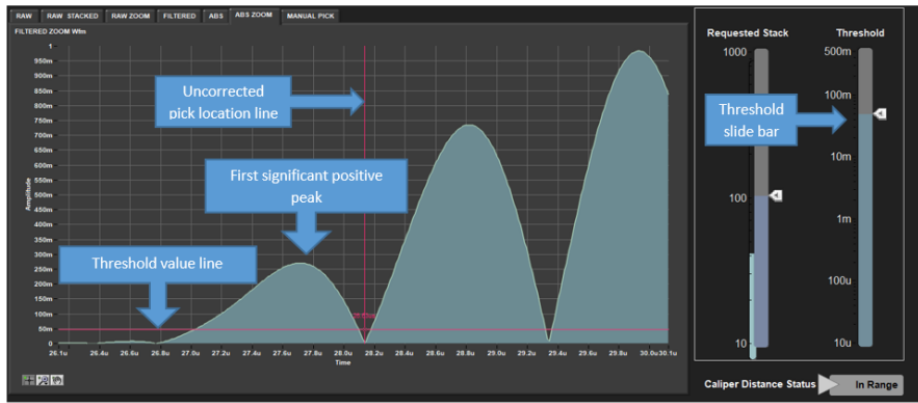 RAW RAW STACKED RAW ZOOM FILTERED ABS ABS ZOOM MANUAL PICK
FILTERED ZOOM Wfm
1
950m
900m
850m
800m
750m
700m
650m
600m
550m
500m
450m
400m
350m
300m
250m
200m
150m
100m
50m
0
Amplitude
Uncorrected
pick location line
First significant positive
peak
Threshold value line
26.1u 26.4u 26.6u 26.8u 27.0u 27.2u 27.4u 27.6u 27.8u 28.0u 28.2u 28.4u 28.6u 28.8u 29.0u 29.2u 29.4u 29.6u 29.8u 30.0u 30.1u
Time
Requested Stack
1000
100
10
Threshold
500m
100m
10m
1m
100u
10u
Threshold
slide bar
Caliper Distance Status In Range